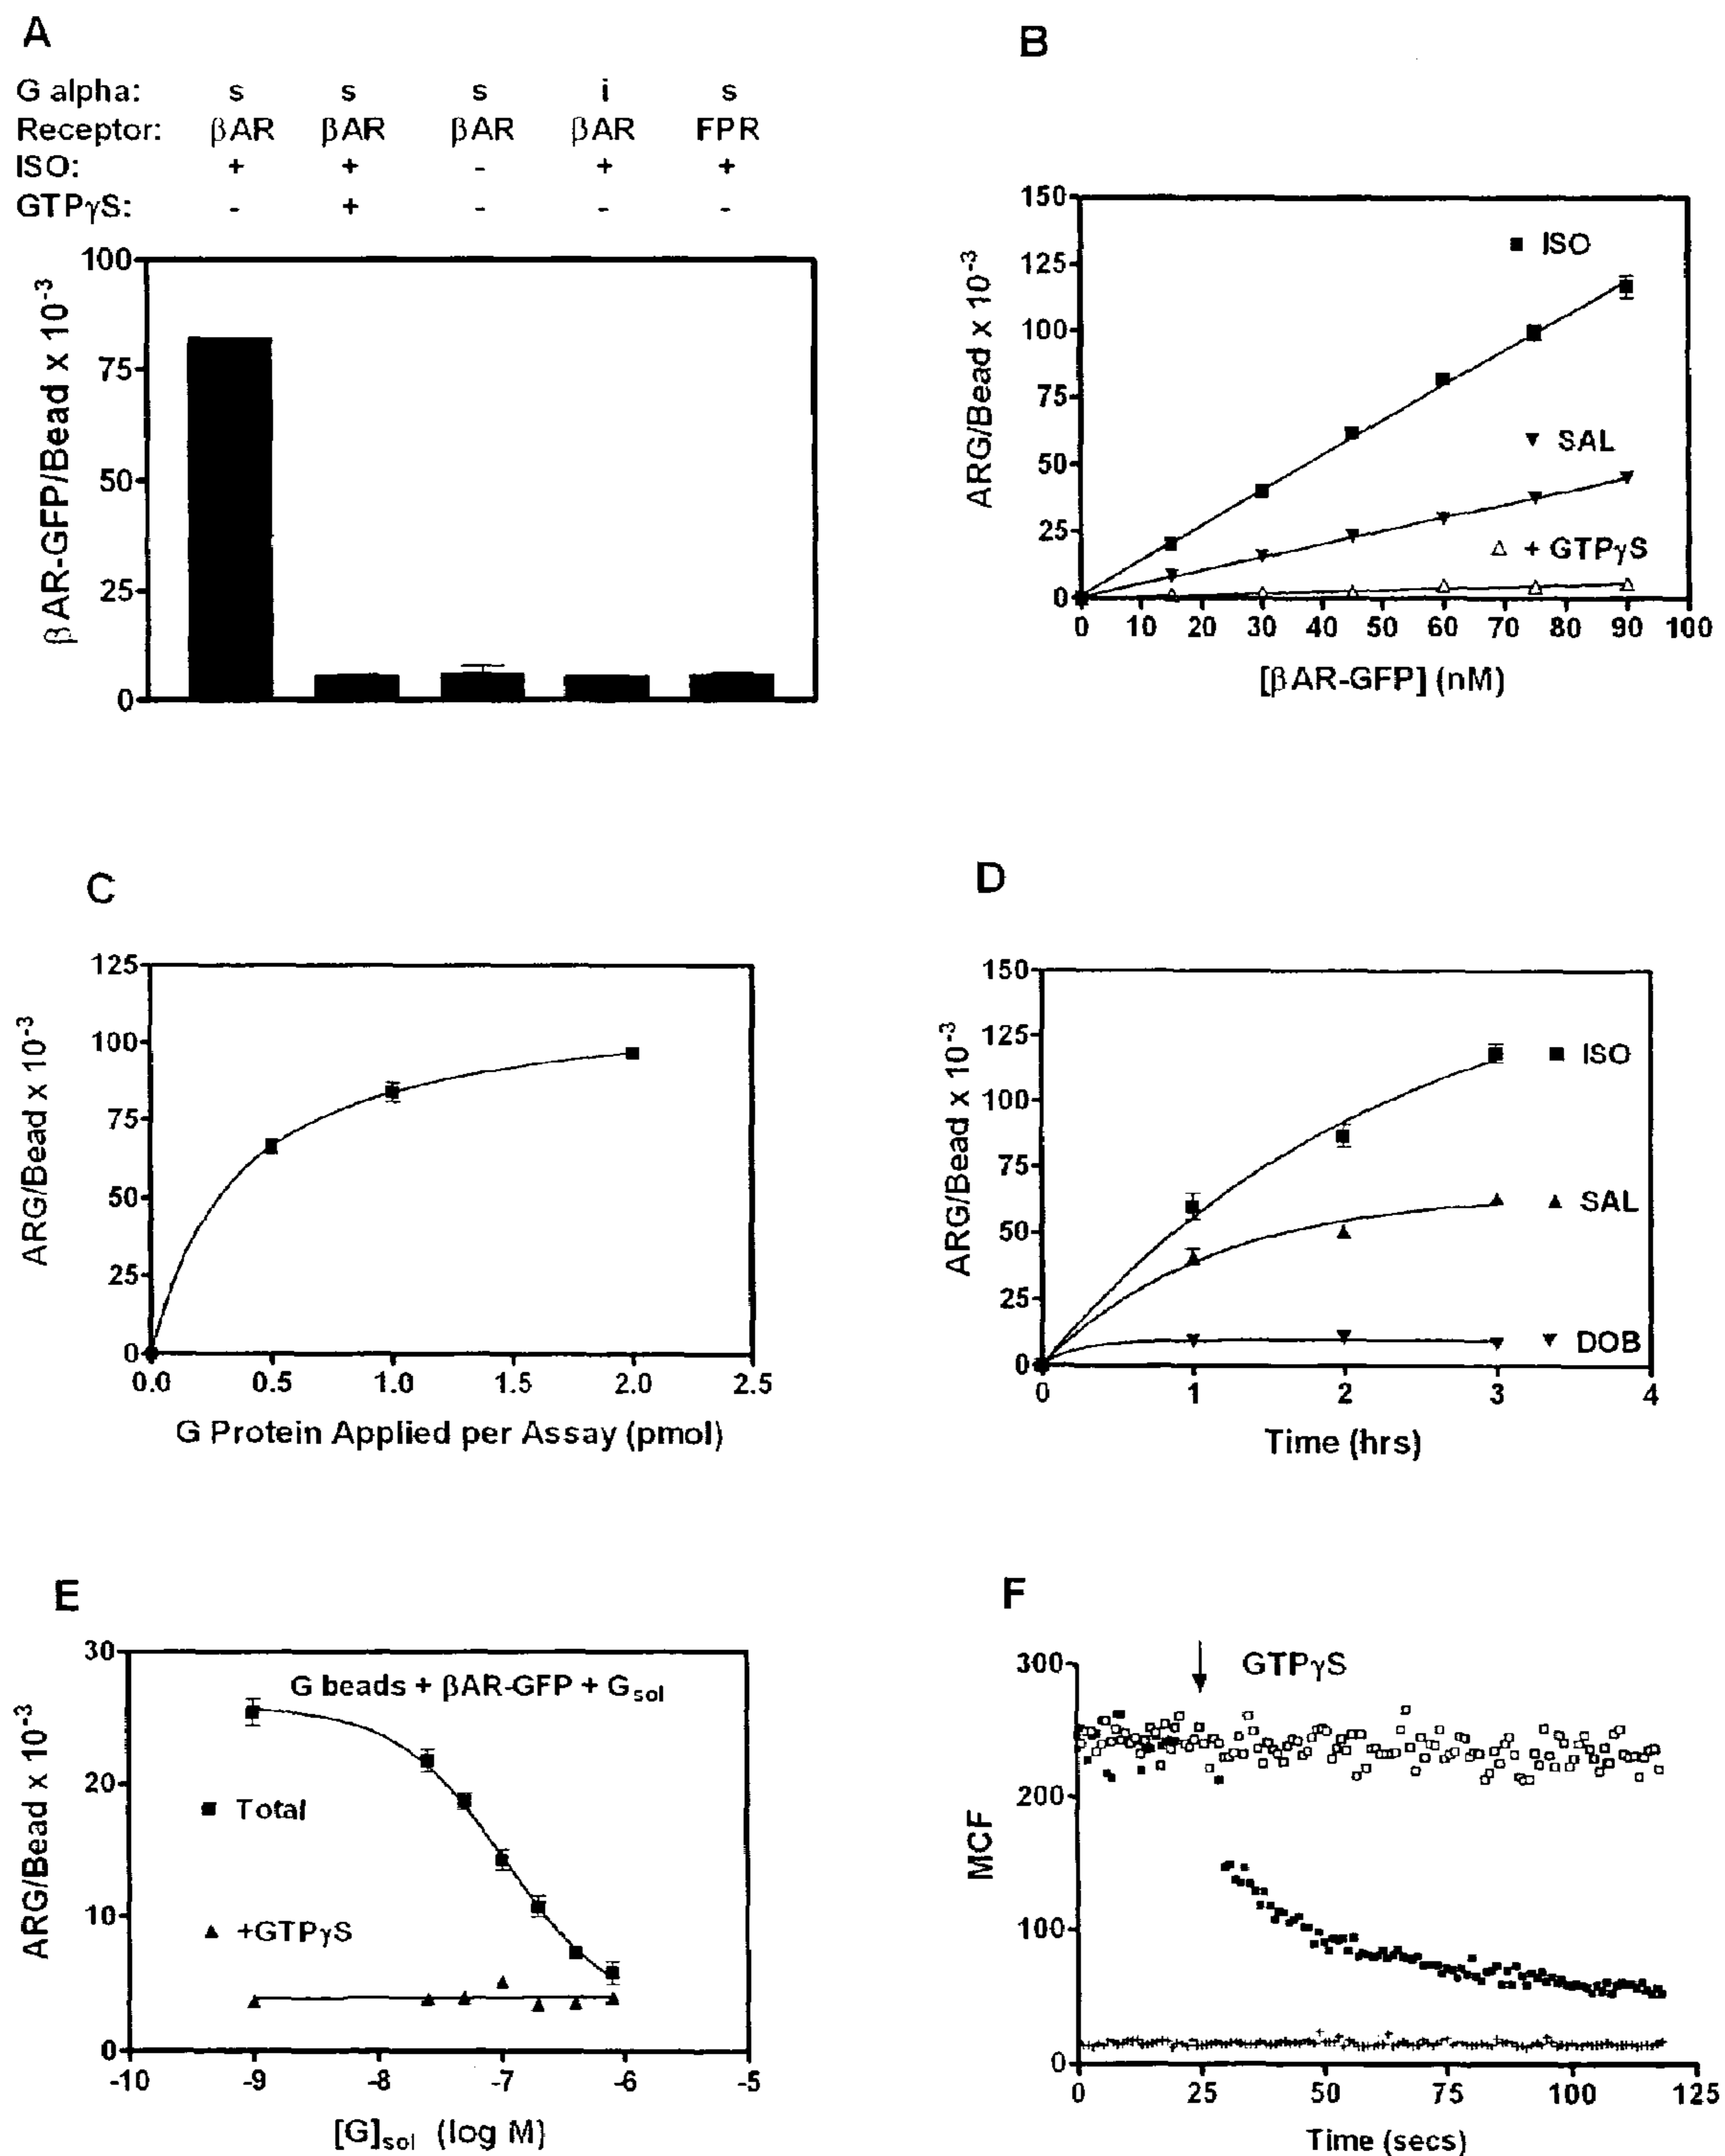 A
G alpha: s s s i s
Receptor: βAR βAR βAR βAR FPR
ISO: + + - + +
GTPγS: - + - - -
βAR-GFP/Bead x 10⁻³
100
75
50
25
0
B
ARG/Bead x 10⁻³
150
125
100
75
50
25
0
ISO
SAL
+ GTPγS
0 10 20 30 40 50 60 70 80 90 100
[βAR-GFP] (nM)
C
ARG/Bead x 10⁻³
125
100
75
50
25
0
0.0 0.5 1.0 1.5 2.0 2.5
G Protein Applied per Assay (pmol)
D
ARG/Bead x 10⁻³
150
125
100
75
50
25
0
ISO
SAL
DOB
0 1 2 3 4
Time (hrs)
E
ARG/Bead x 10⁻³
30
20
10
0
G beads + βAR-GFP + Gsol
Total
+GTPγS
-10 -9 -8 -7 -6 -5
[G]sol (log M)
F
MCF
300
200
100
0
GTPγS
0 25 50 75 100 125
Time (secs)